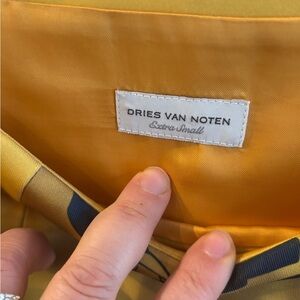 DRIES VAN NOTEN
Extra Small